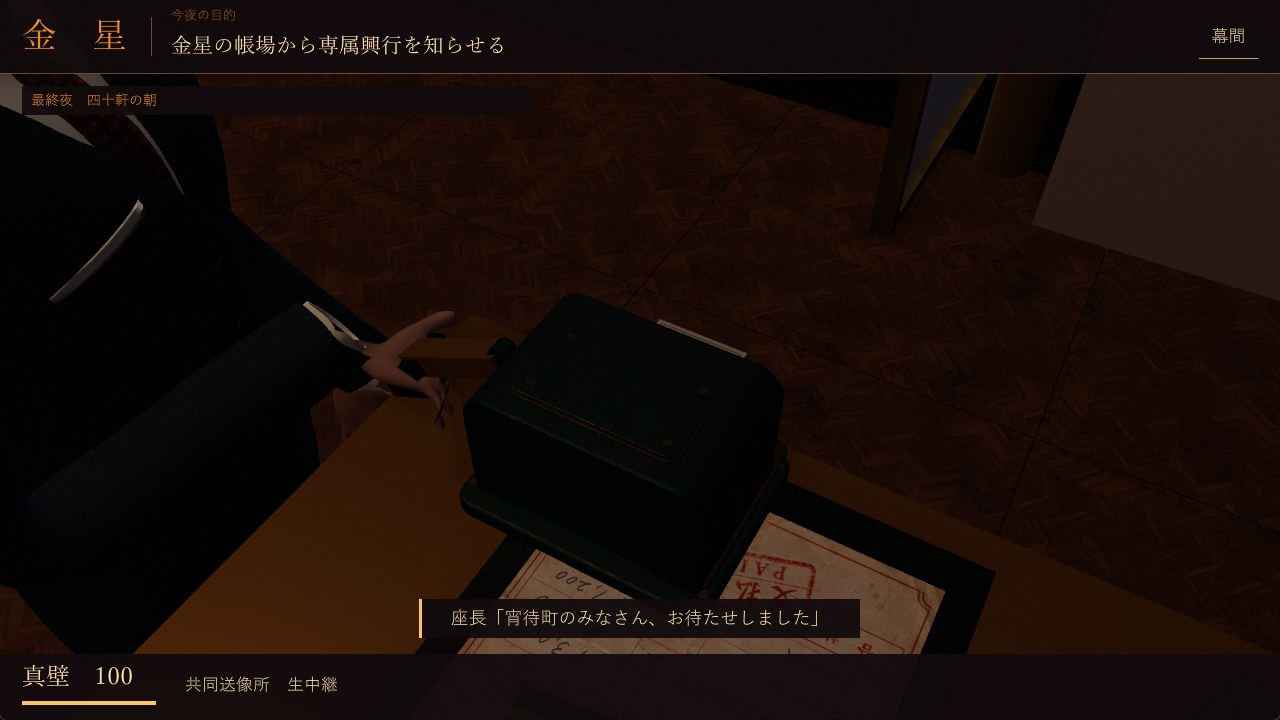 今夜の目的
金星
金星の帳場から専属興行を知らせる
幕間
最終夜 四十軒の朝
1,200
PAI
座長「宵待町のみなさん、お待たせしました」
真壁 100
共同送像所 生中継